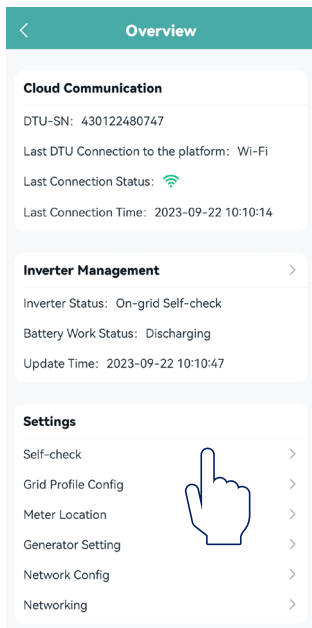 Overview
Cloud Communication
DTU-SN: 430122480747
Last DTU Connection to the platform: Wi-Fi
Last Connection Status:
Last Connection Time: 2023-09-22 10:10:14
Inverter Management
Inverter Status: On-grid Self-check
Battery Work Status: Discharging
Update Time: 2023-09-22 10:10:47
Settings
Self-check
Grid Profile Config
Meter Location
Generator Setting
Network Config
Networking